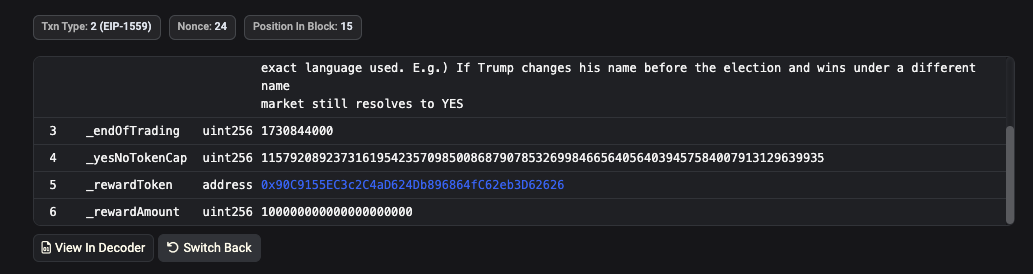 Txn Type: 2 (EIP-1559) Nonce: 24 Position In Block: 15
exact language used. E.g.) If Trump changes his name before the election and wins under a different
name
market still resolves to YES
3 _endOfTrading uint256 1730844000
4 _yesNoTokenCap uint256 115792089237316195423570985008687907853269984665640564039457584007913129639935
5 _rewardToken address 0x90C9155EC3c2C4aD624Db896864fC62eb3D62626
6 _rewardAmount uint256 100000000000000000000
View In Decoder Switch Back